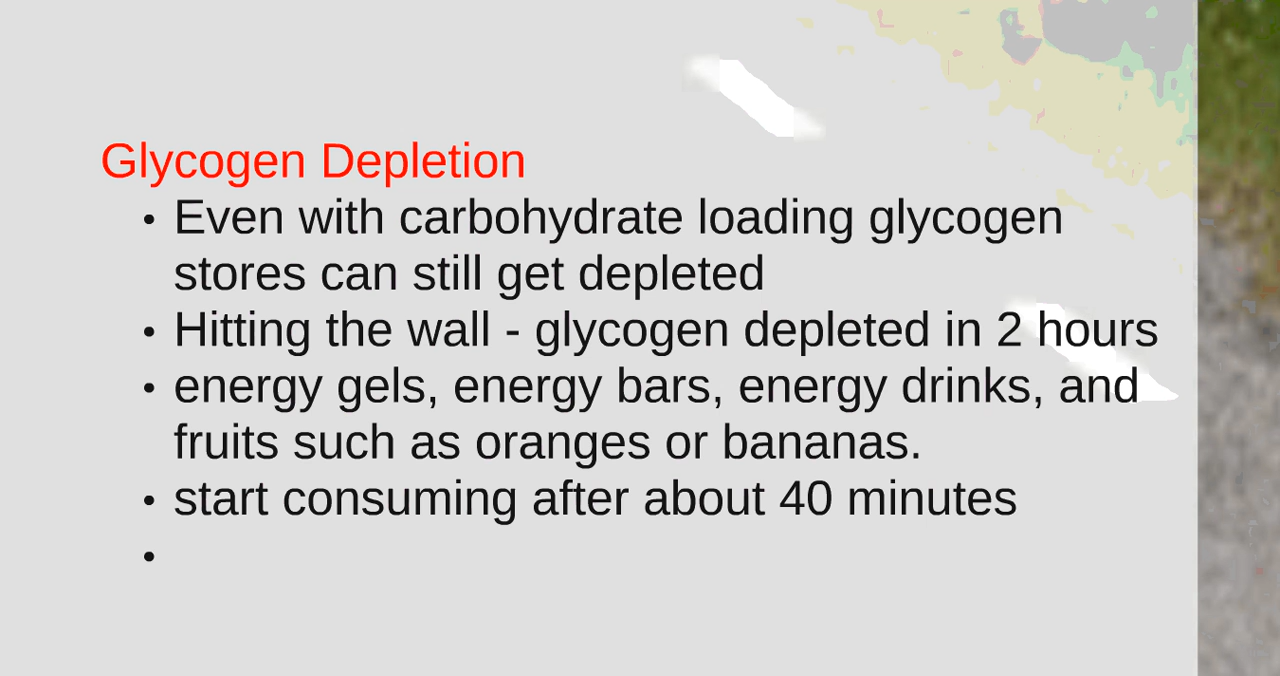 Glycogen Depletion
• Even with carbohydrate loading glycogen
stores can still get depleted
• Hitting the wall - glycogen depleted in 2 hours
• energy gels, energy bars, energy drinks, and
fruits such as oranges or bananas.
• start consuming after about 40 minutes
•